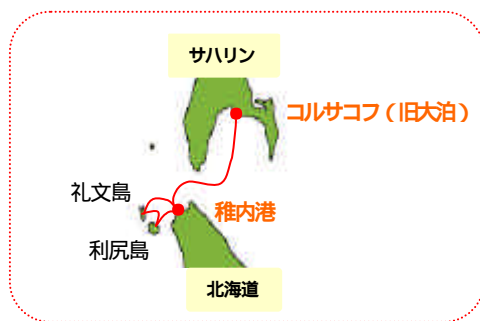 サハリン
コルサコフ（旧大泊）
礼文島
稚内港
利尻島
北海道